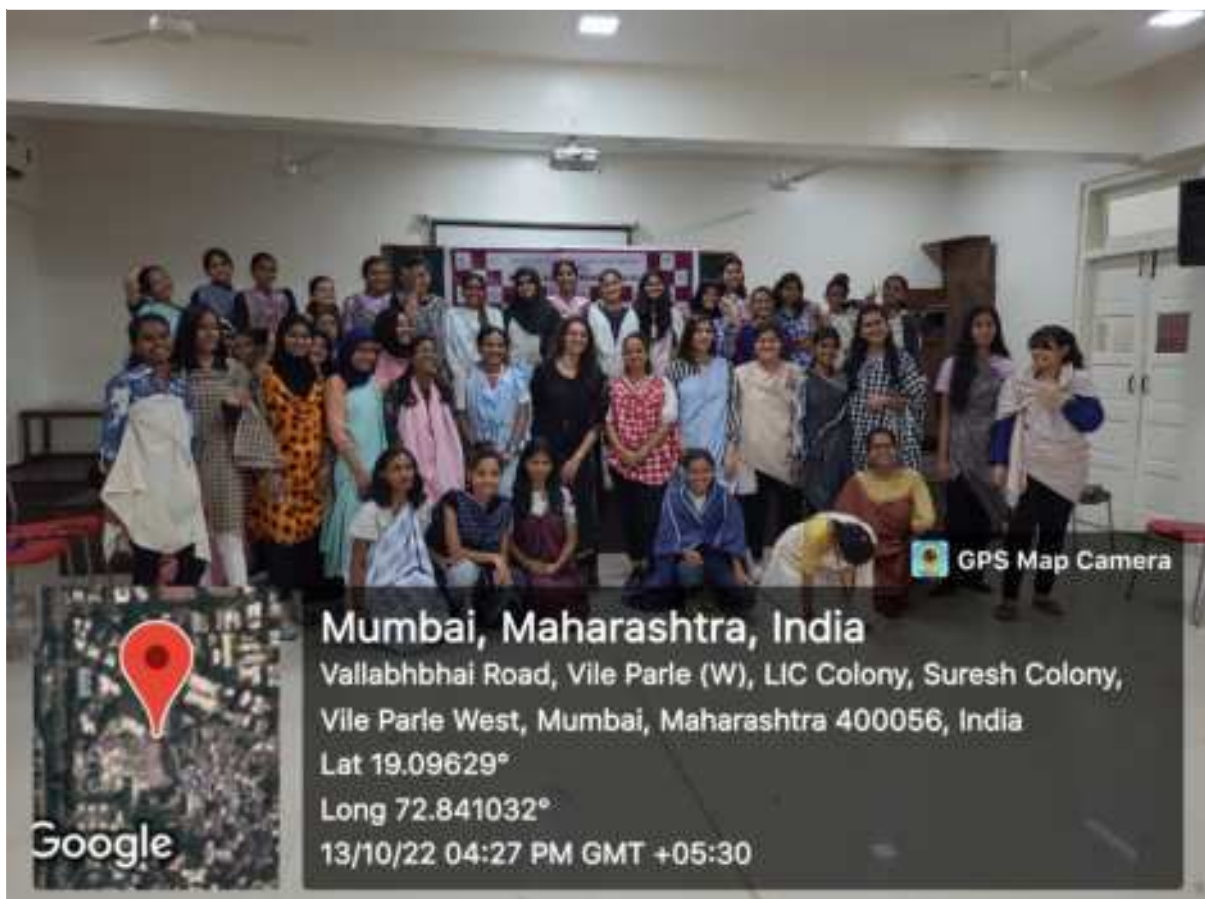 GPS Map Camera
Mumbai, Maharashtra, India
Vallabhbhai Road, Vile Parle (W), LIC Colony, Suresh Colony,
Vile Parle West, Mumbai, Maharashtra 400056, India
Lat 19.09629°
Long 72.841032°
13/10/22 04:27 PM GMT +05:30
Google